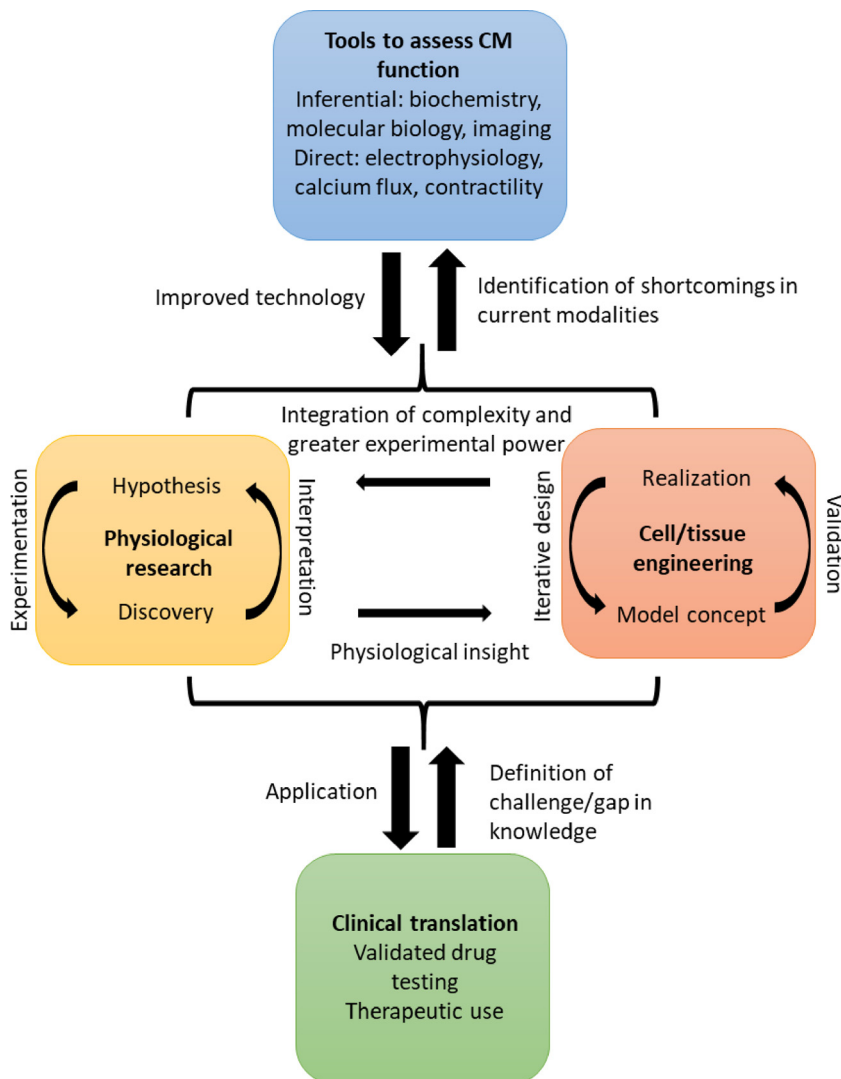 Tools to assess CM
function
Inferential: biochemistry,
molecular biology, imaging
Direct: electrophysiology,
calcium flux, contractility
Improved technology
Identification of shortcomings in
current modalities
Integration of complexity and
greater experimental power
Experimentation
Hypothesis
Physiological
research
Discovery
Interpretation
Physiological insight
Iterative design
Realization
Cell/tissue
engineering
Model concept
Validation
Application
Definition of
challenge/gap in
knowledge
Clinical translation
Validated drug
testing
Therapeutic use